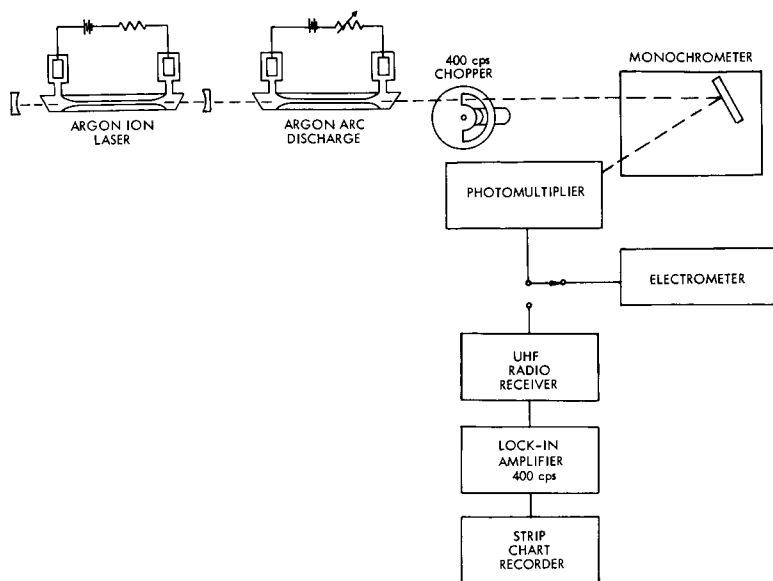 ARGON ION
LASER
ARGON ARC
DISCHARGE
400 cps
CHOPPER
MONOCHROMETER
PHOTOMULTIPLIER
ELECTROMETER
UHF
RADIO
RECEIVER
LOCK-IN
AMPLIFIER
400 cps
STRIP
CHART
RECORDER